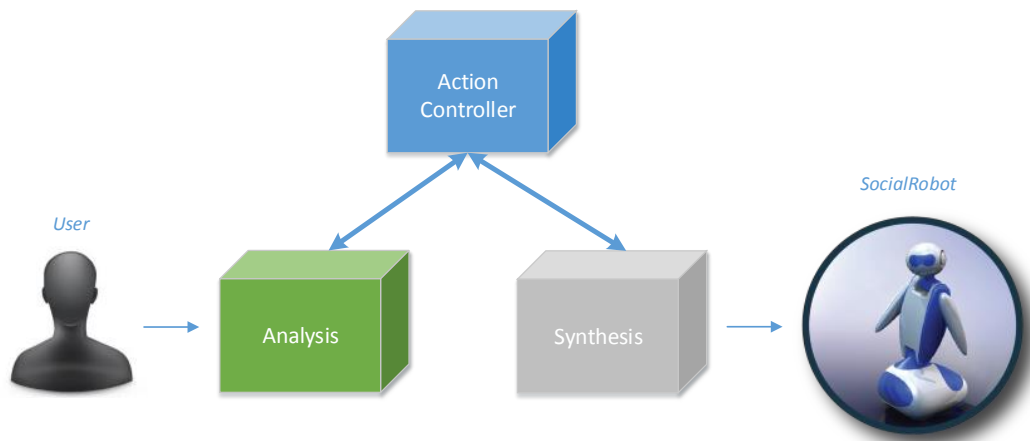 Action
Controller
SocialRobot
User
Analysis
Synthesis